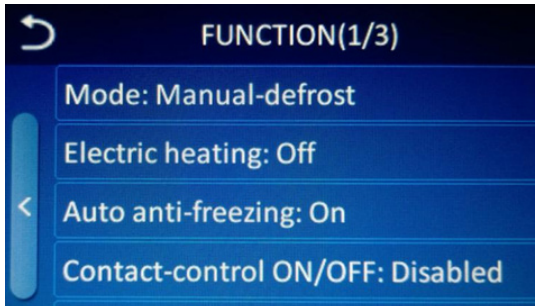 FUNCTION(1/3)
Mode: Manual-defrost
Electric heating: Off
Auto anti-freezing: On
Contact-control ON/OFF: Disabled